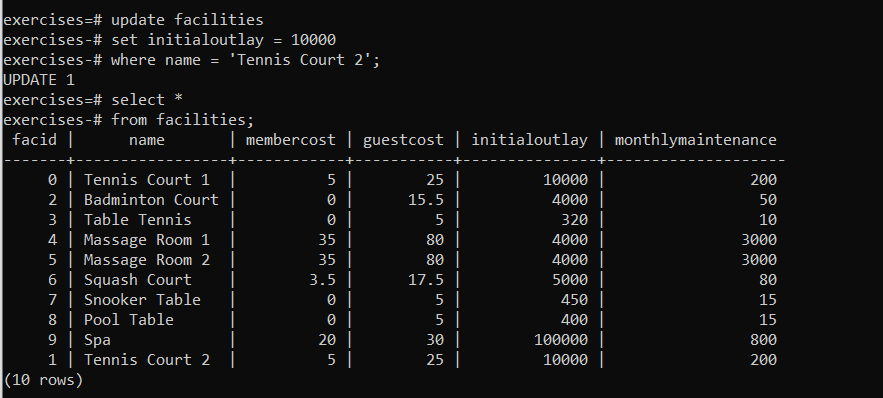 exercises=# update facilities
exercises-# set initialoutlay = 10000
exercises-# where name = 'Tennis Court 2';
UPDATE 1
exercises=# select *
exercises-# from facilities;
 facid |      name       | membercost | guestcost | initialoutlay | monthlymaintenance
-------+-----------------+------------+-----------+---------------+--------------------
     0 | Tennis Court 1  |          5 |        25 |         10000 |                200
     2 | Badminton Court |          0 |      15.5 |          4000 |                 50
     3 | Table Tennis    |          0 |         5 |           320 |                 10
     4 | Massage Room 1  |         35 |        80 |          4000 |               3000
     5 | Massage Room 2  |         35 |        80 |          4000 |               3000
     6 | Squash Court    |        3.5 |      17.5 |          5000 |                 80
     7 | Snooker Table   |          0 |         5 |           450 |                 15
     8 | Pool Table      |          0 |         5 |           400 |                 15
     9 | Spa             |         20 |        30 |        100000 |                800
     1 | Tennis Court 2  |          5 |        25 |         10000 |                200
(10 rows)